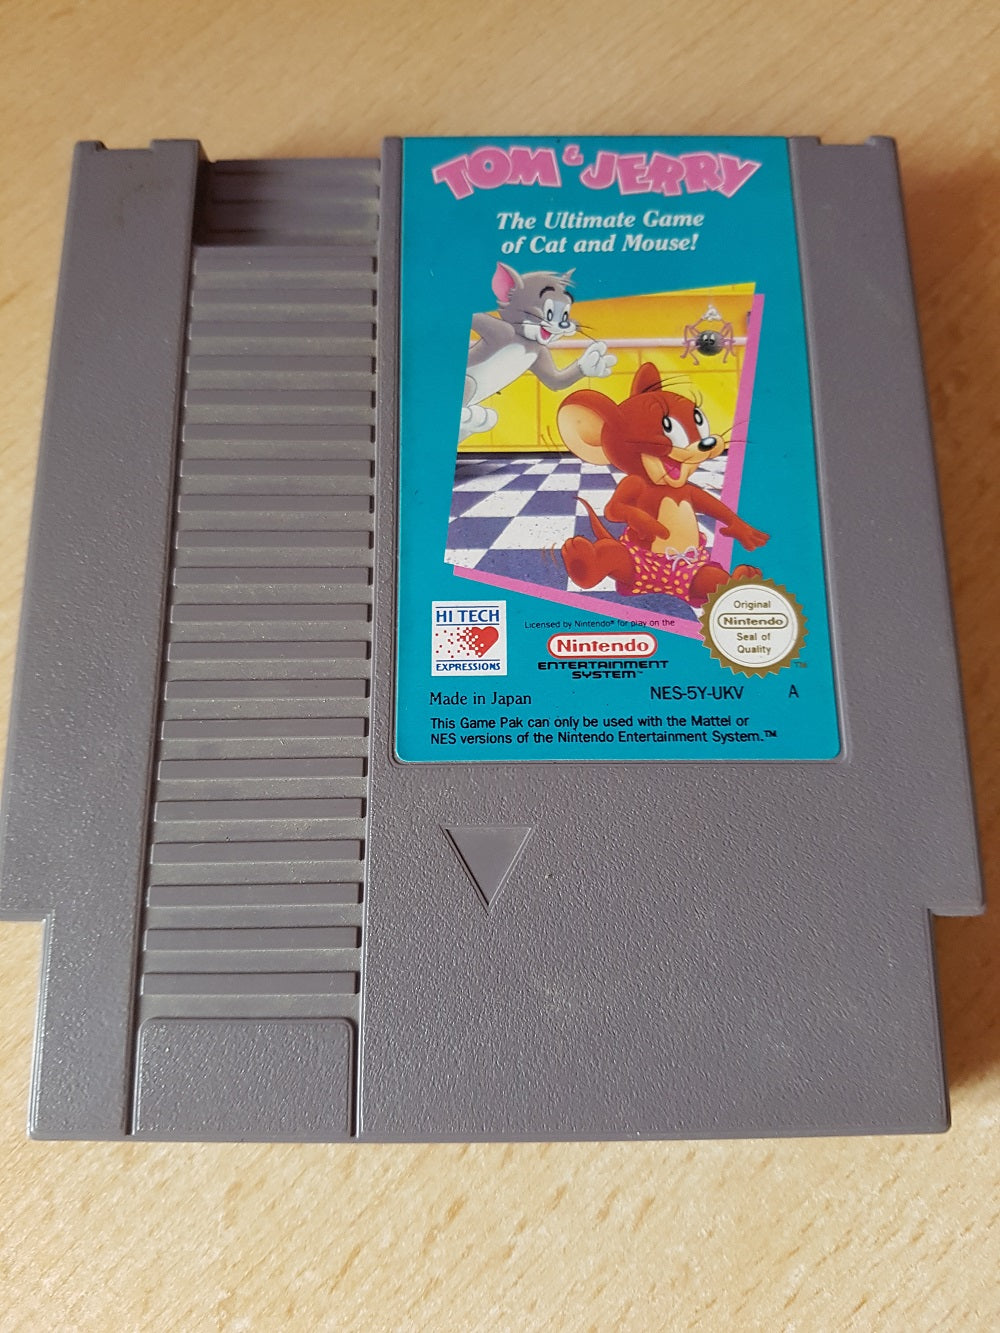 TOM & JERRY
The Ultimate Game
of Cat and Mouse!
HI TECH
EXPRESSIONS
Licensed by Nintendo® for play on the
Nintendo
ENTERTAINMENT
SYSTEM™
Original
Nintendo
Seal of
Quality
TM
Made in Japan
NES-5Y-UKV A
This Game Pak can only be used with the Mattel or
NES versions of the Nintendo Entertainment System.™